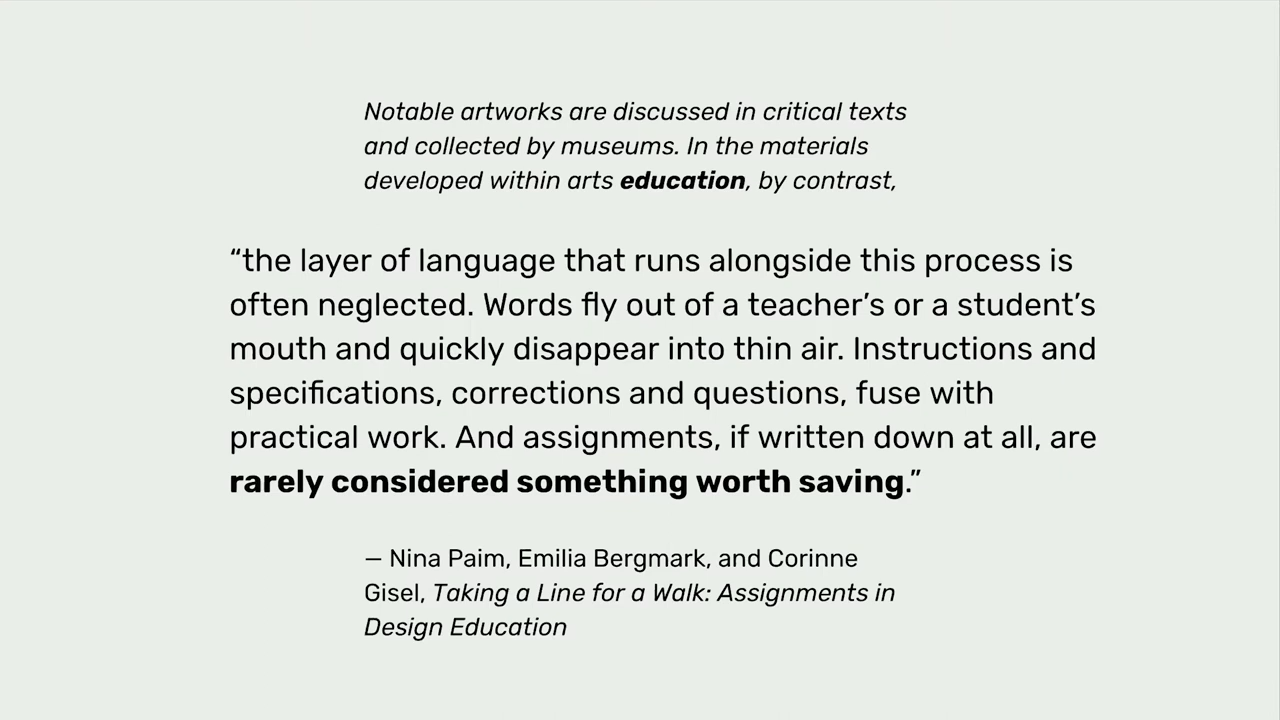 Notable artworks are discussed in critical texts
and collected by museums. In the materials
developed within arts education, by contrast,
“the layer of language that runs alongside this process is
often neglected. Words fly out of a teacher’s or a student’s
mouth and quickly disappear into thin air. Instructions and
specifications, corrections and questions, fuse with
practical work. And assignments, if written down at all, are
rarely considered something worth saving.”
— Nina Paim, Emilia Bergmark, and Corinne
Gisel, Taking a Line for a Walk: Assignments in
Design Education